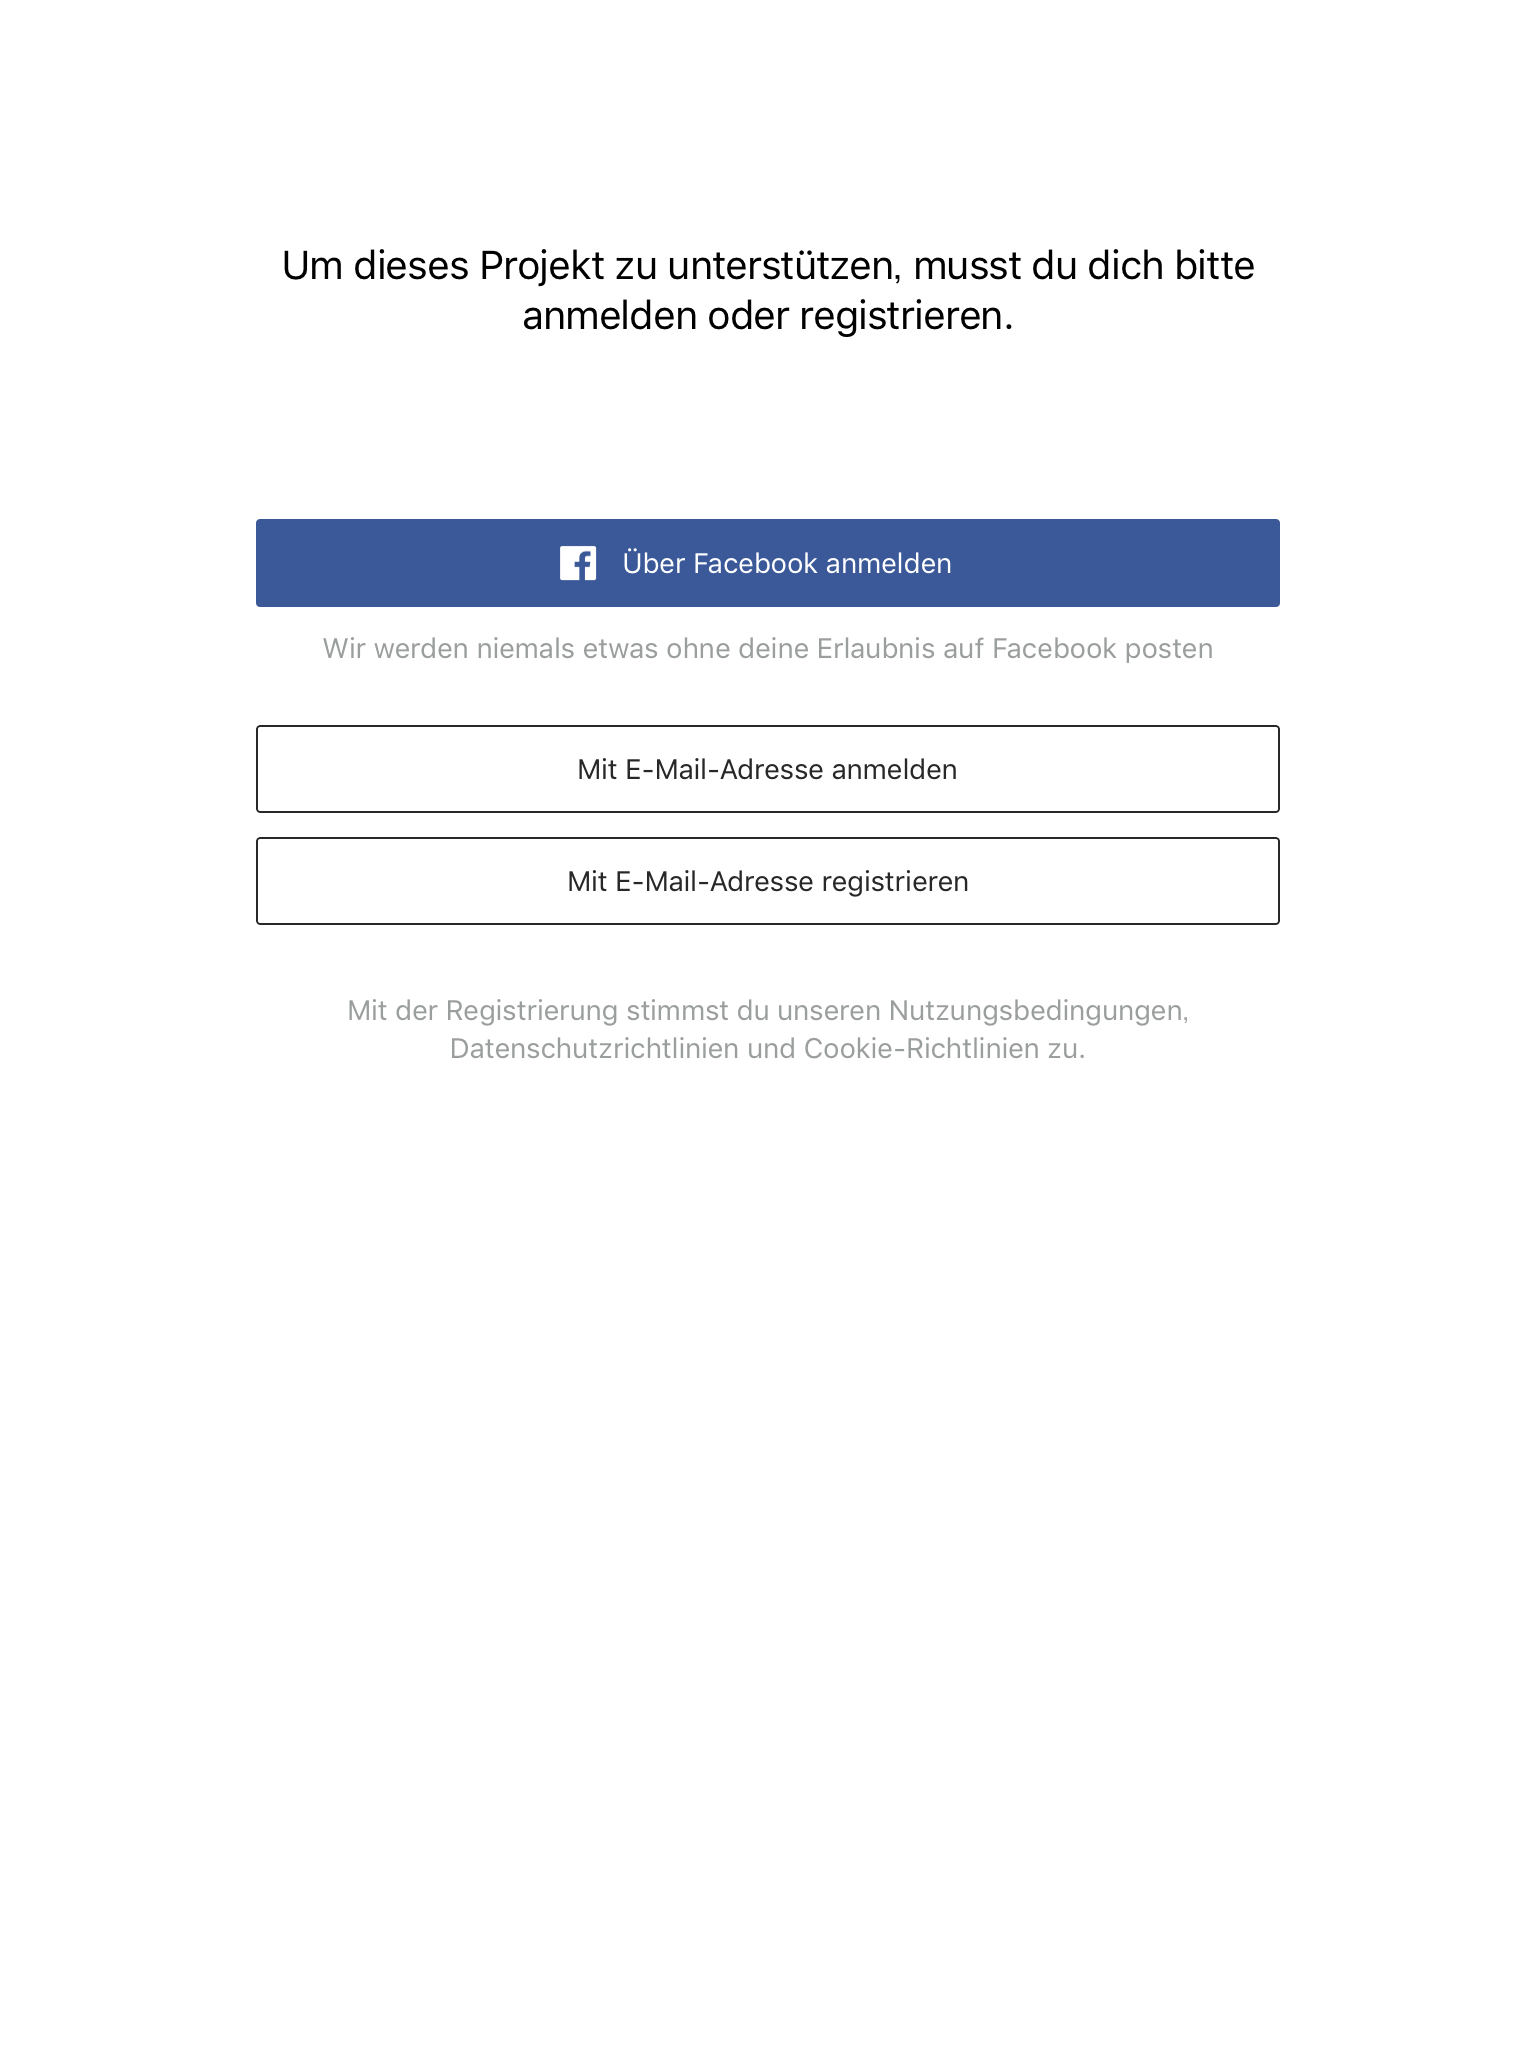 Um dieses Projekt zu unterstützen, musst du dich bitte
anmelden oder registrieren.
Über Facebook anmelden
Wir werden niemals etwas ohne deine Erlaubnis auf Facebook posten
Mit E-Mail-Adresse anmelden
Mit E-Mail-Adresse registrieren
Mit der Registrierung stimmst du unseren Nutzungsbedingungen,
Datenschutzrichtlinien und Cookie-Richtlinien zu.